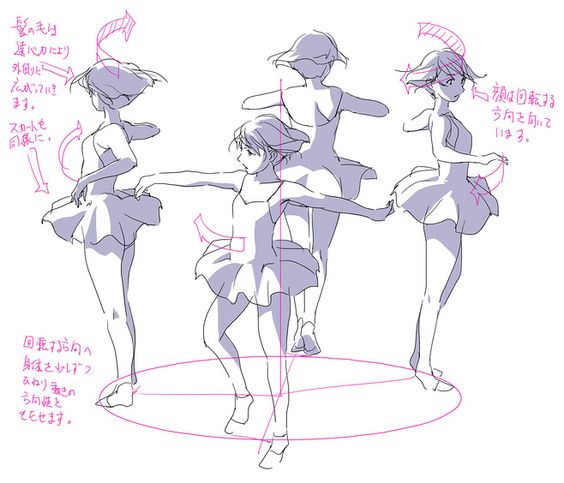 髪の毛は
遠心力により
外側に
広がっていき
ます。
スカートも
同様に。
顔は回転する
方向を向いて
います。
回転する方向へ
身体を少しずつ
ひねり動きの
方向性を
もたせます。